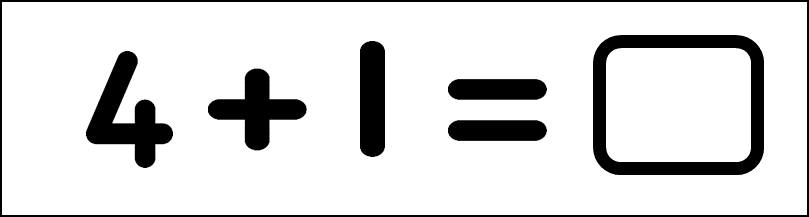 4 + 1 = □